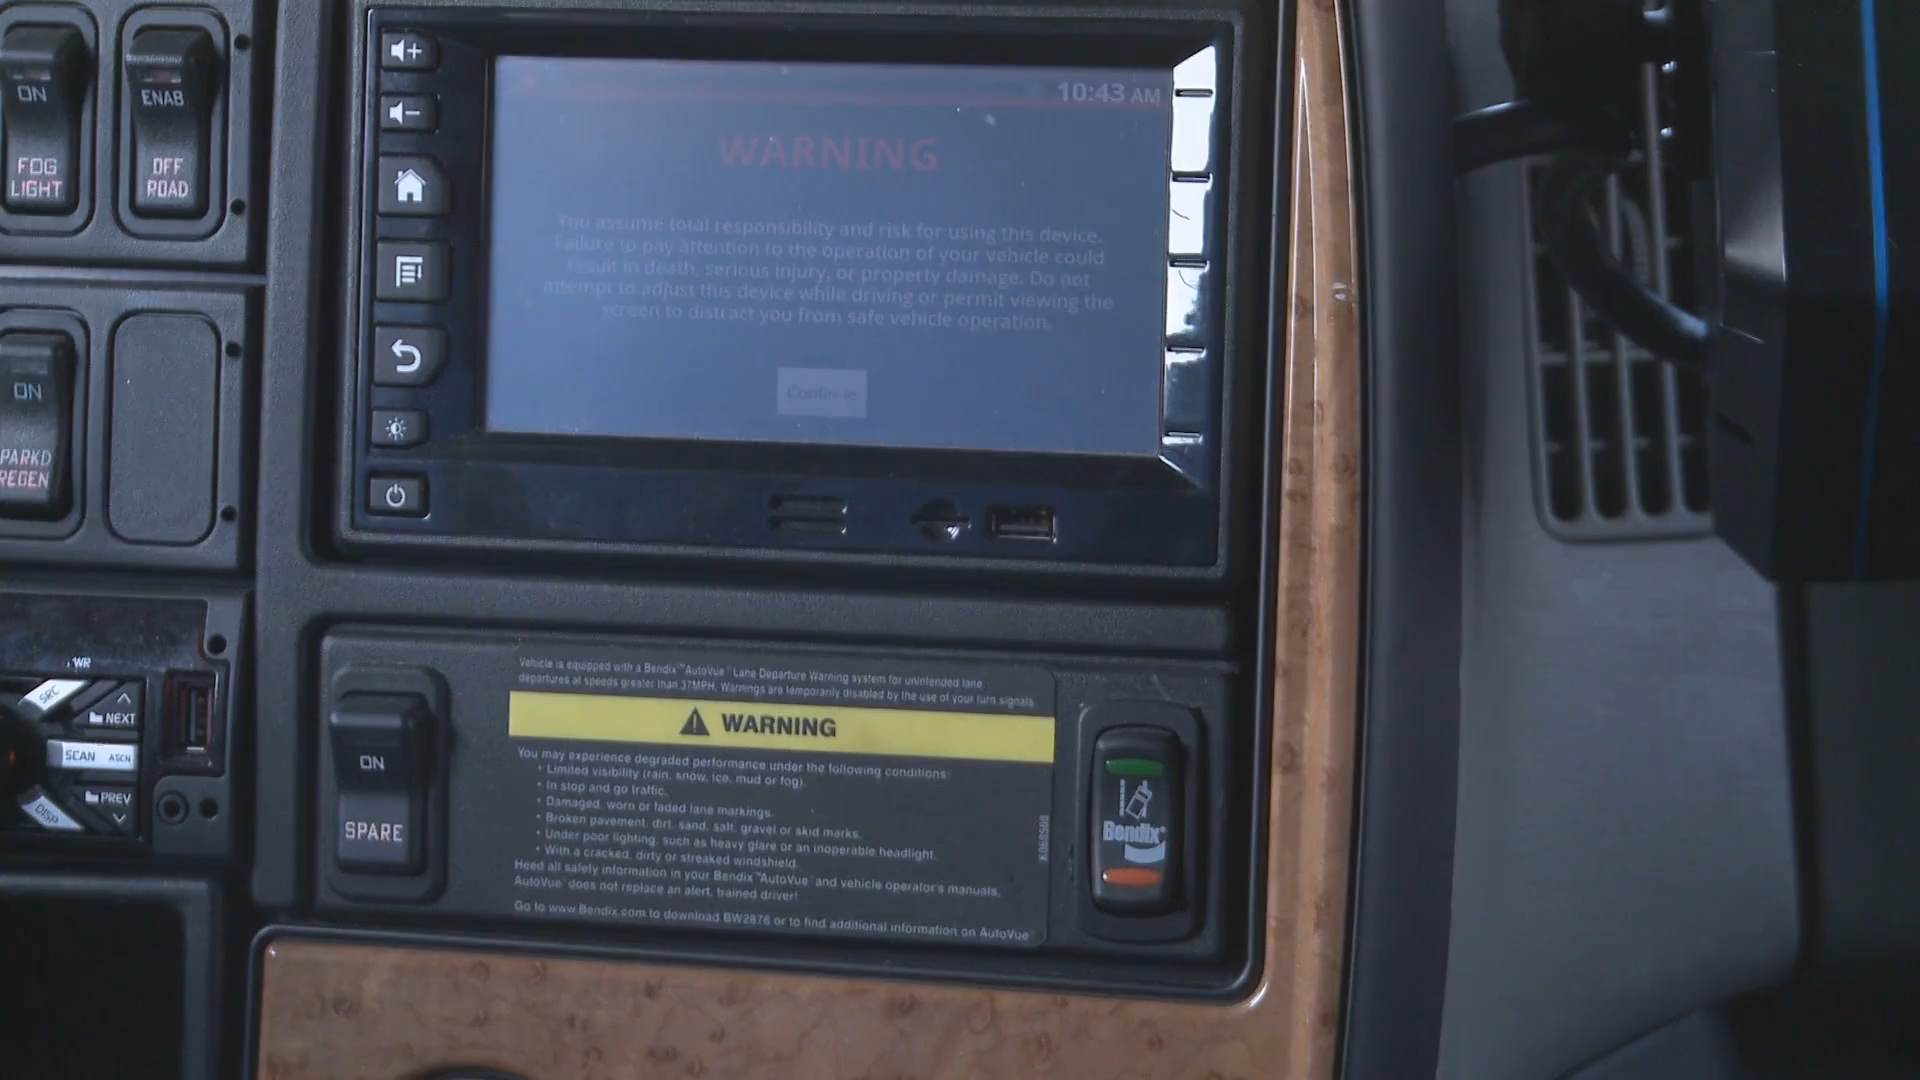 ON
FOG
LIGHT
ENAB
OFF
ROAD
ON
PARKD
REGEN
10:43 AM
WARNING
You assume total responsibility and risk for using this device.
Failure to pay attention to the operation of your vehicle could
result in death, serious injury, or property damage. Do not
attempt to adjust this device while driving or permit viewing the
screen to distract you from safe vehicle operation.
Continue
PWR
SRC
NEXT
SCAN ASCN
PREV
DISP
ON
SPARE
Vehicle is equipped with a Bendix™ AutoVue® Lane Departure Warning system for unintended lane
departures at speeds greater than 37MPH. Warnings are temporarily disabled by the use of your turn signals.
WARNING
You may experience degraded performance under the following conditions:
• Limited visibility (rain, snow, ice, mud or fog).
• In stop and go traffic.
• Damaged, worn or faded lane markings.
• Broken pavement, dirt, sand, salt, gravel or skid marks.
• Under poor lighting, such as heavy glare or an inoperable headlight.
• With a cracked, dirty or streaked windshield.
Heed all safety information in your Bendix™ AutoVue® and vehicle operator's manuals.
AutoVue® does not replace an alert, trained driver!
Go to www.Bendix.com to download BW2876 or to find additional information on AutoVue®
K068508
Bendix®